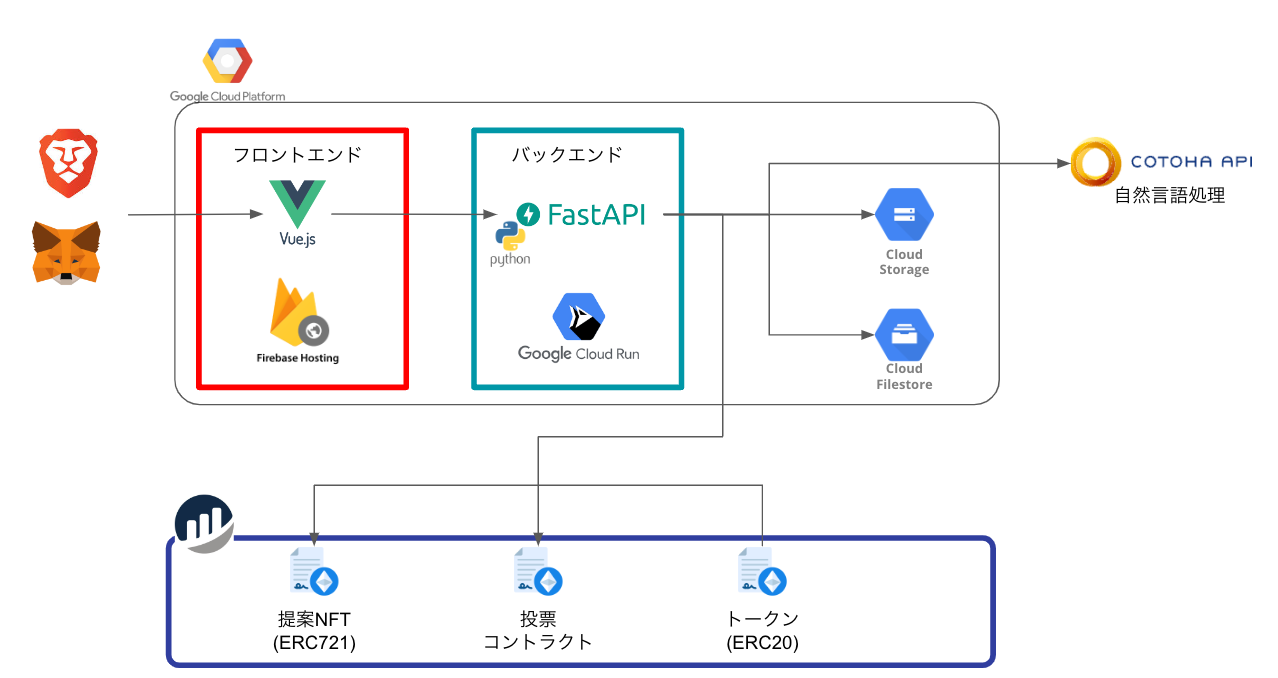 Google Cloud Platform
フロントエンド
Vue.js
Firebase Hosting
バックエンド
FastAPI
python
Google Cloud Run
Cloud
Storage
Cloud
Filestore
COTOHA API
自然言語処理
提案NFT
(ERC721)
投票
コントラクト
トークン
(ERC20)